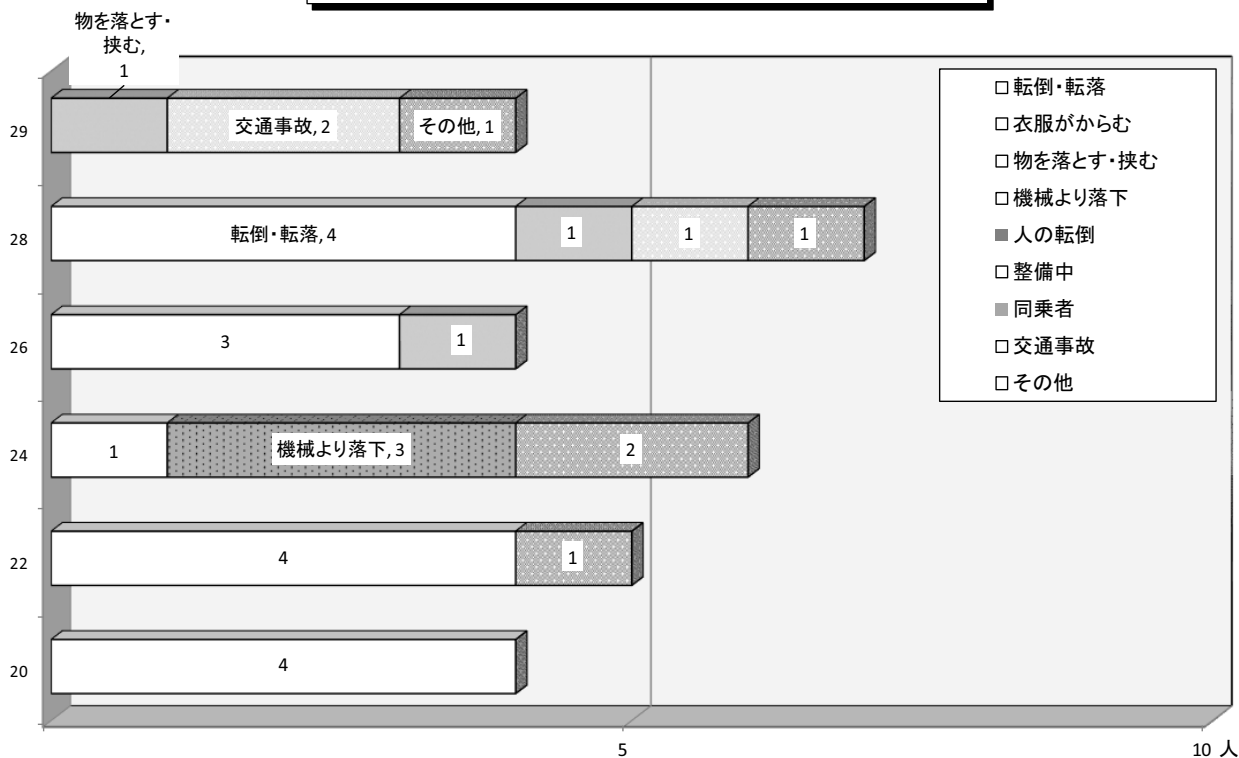 物を落とす・
挟む,
1
29
交通事故, 2
その他, 1
28
転倒・転落, 4
1
1
1
26
3
1
24
1
機械より落下, 3
2
22
4
1
20
4
5
10 人
転倒・転落
衣服がからむ
物を落とす・挟む
機械より落下
人の転倒
整備中
同乗者
交通事故
その他